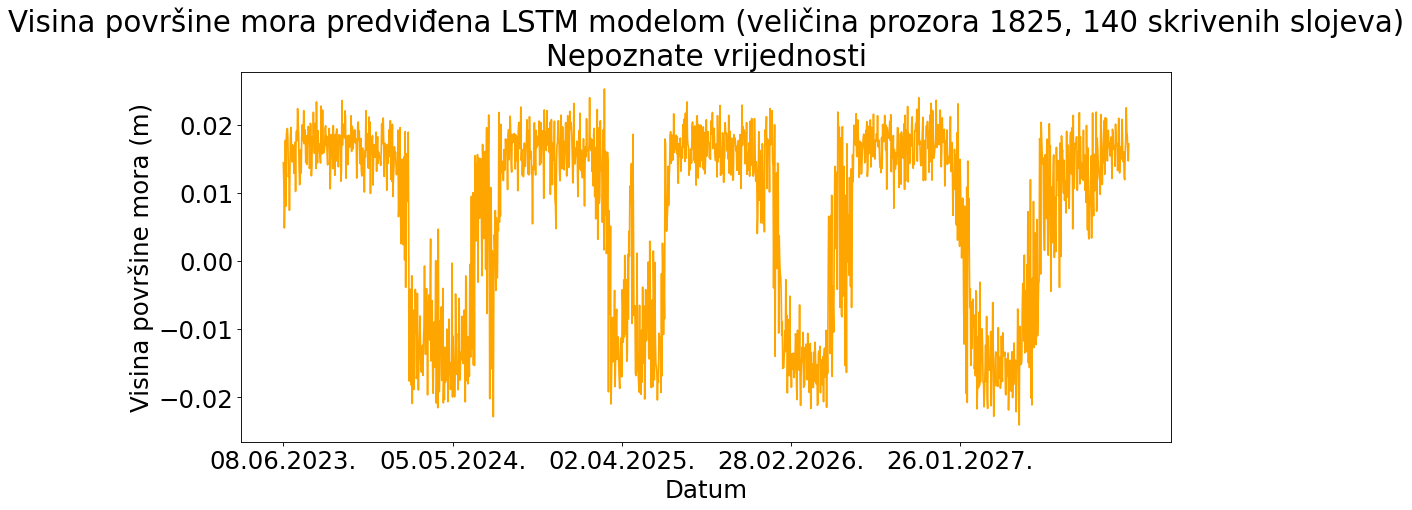 Visina površine mora predviđena LSTM modelom (veličina prozora 1825, 140 skrivenih slojeva)
Nepoznate vrijednosti
Visina površine mora (m)
0.02
0.01
0.00
−0.01
−0.02
08.06.2023. 05.05.2024. 02.04.2025. 28.02.2026. 26.01.2027.
Datum